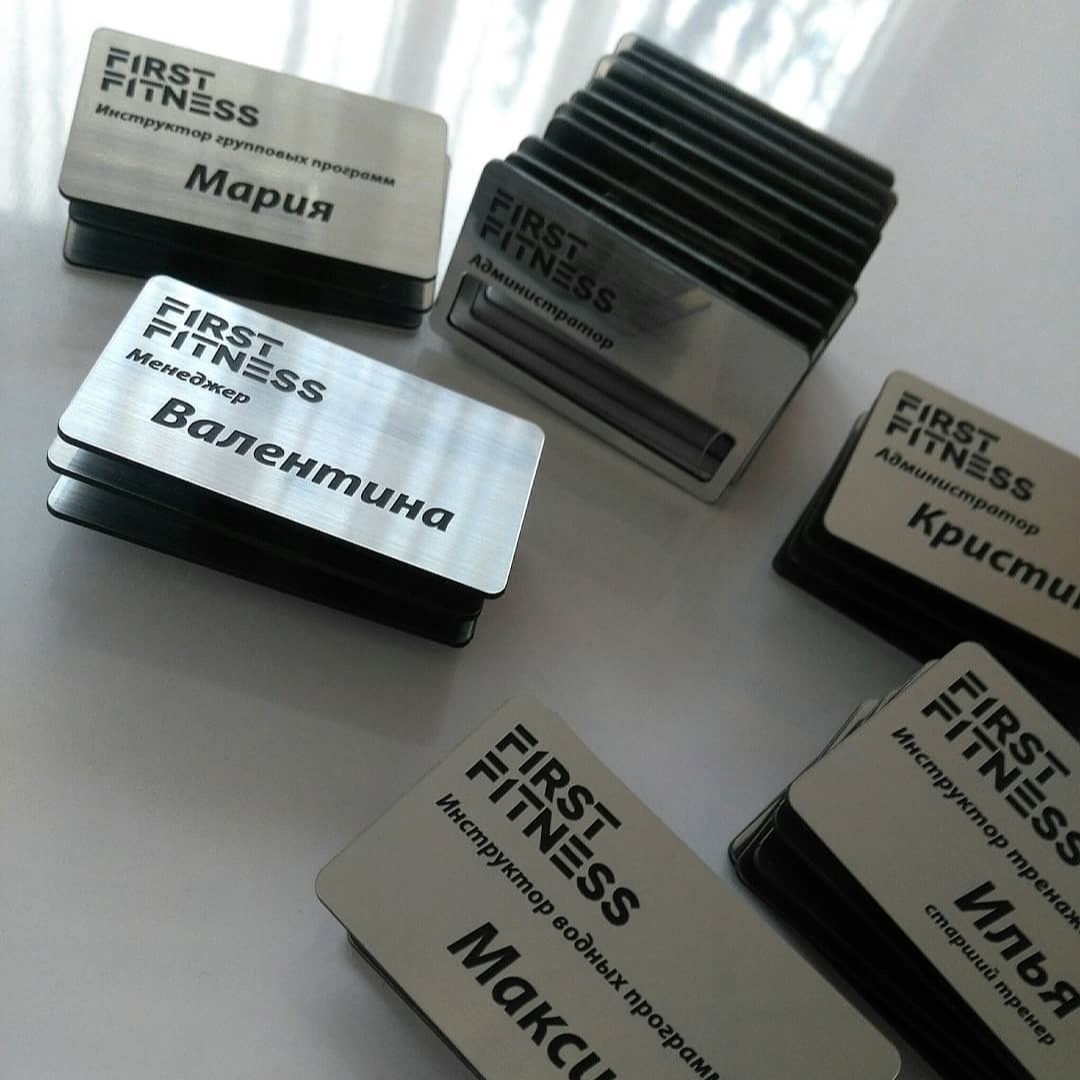 FIRST
FITNESS
Инструктор групповых программ
Мария
FIRST
FITNESS
Администратор
FIRST
FITNESS
Менеджер
Валентина
FIRST
FITNESS
Администратор
FIRST
FITNESS
Илья
старший тренер
Инструктор
FIRST
FITNESS
Инструктор водных